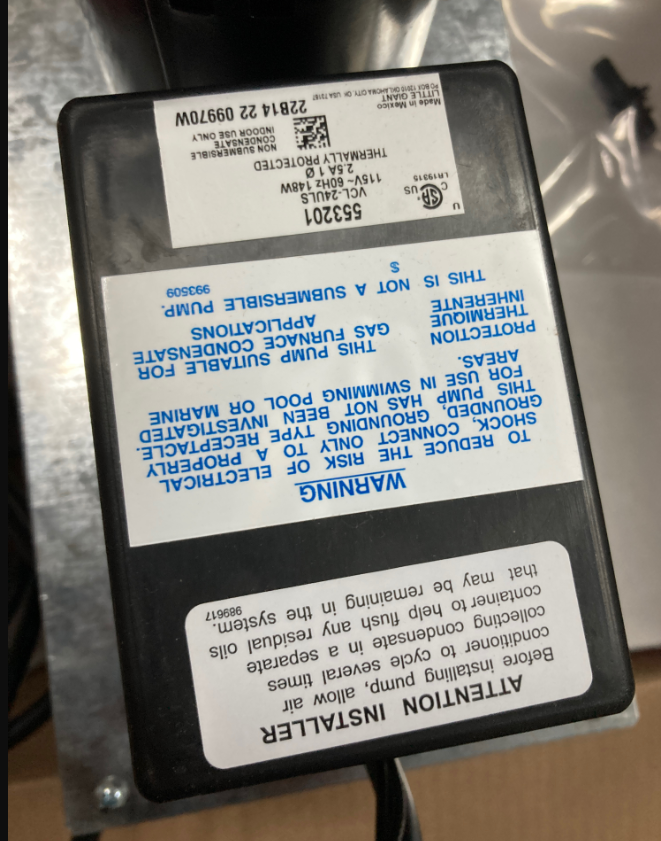 ATTENTION INSTALLER
Before installing pump, allow air
conditioner to cycle several times
collecting condensate in a separate
container to help flush any residual oils
that may be remaining in the system.
989617
WARNING
TO REDUCE THE RISK OF ELECTRICAL
SHOCK, CONNECT ONLY TO A PROPERLY
GROUNDED, GROUNDING TYPE RECEPTACLE.
THIS PUMP HAS NOT BEEN INVESTIGATED
FOR USE IN SWIMMING POOL OR MARINE
AREAS.
PROTECTION
THERMIQUE
INHERENTE
THIS PUMP SUITABLE FOR
GAS FURNACE CONDENSATE
APPLICATIONS
THIS IS NOT A SUBMERSIBLE PUMP.
$
993509
553201
VCL-24ULS
115V~ 60Hz 148W
2.5A 1 Ø
THERMALLY PROTECTED
C US
LR19315
NON SUBMERSIBLE
CONDENSATE
INDOOR USE ONLY
Made in Mexico
LITTLE GIANT
PO BOX 12010 OKLAHOMA CITY, OK. USA 73157
22B14 22 09970W